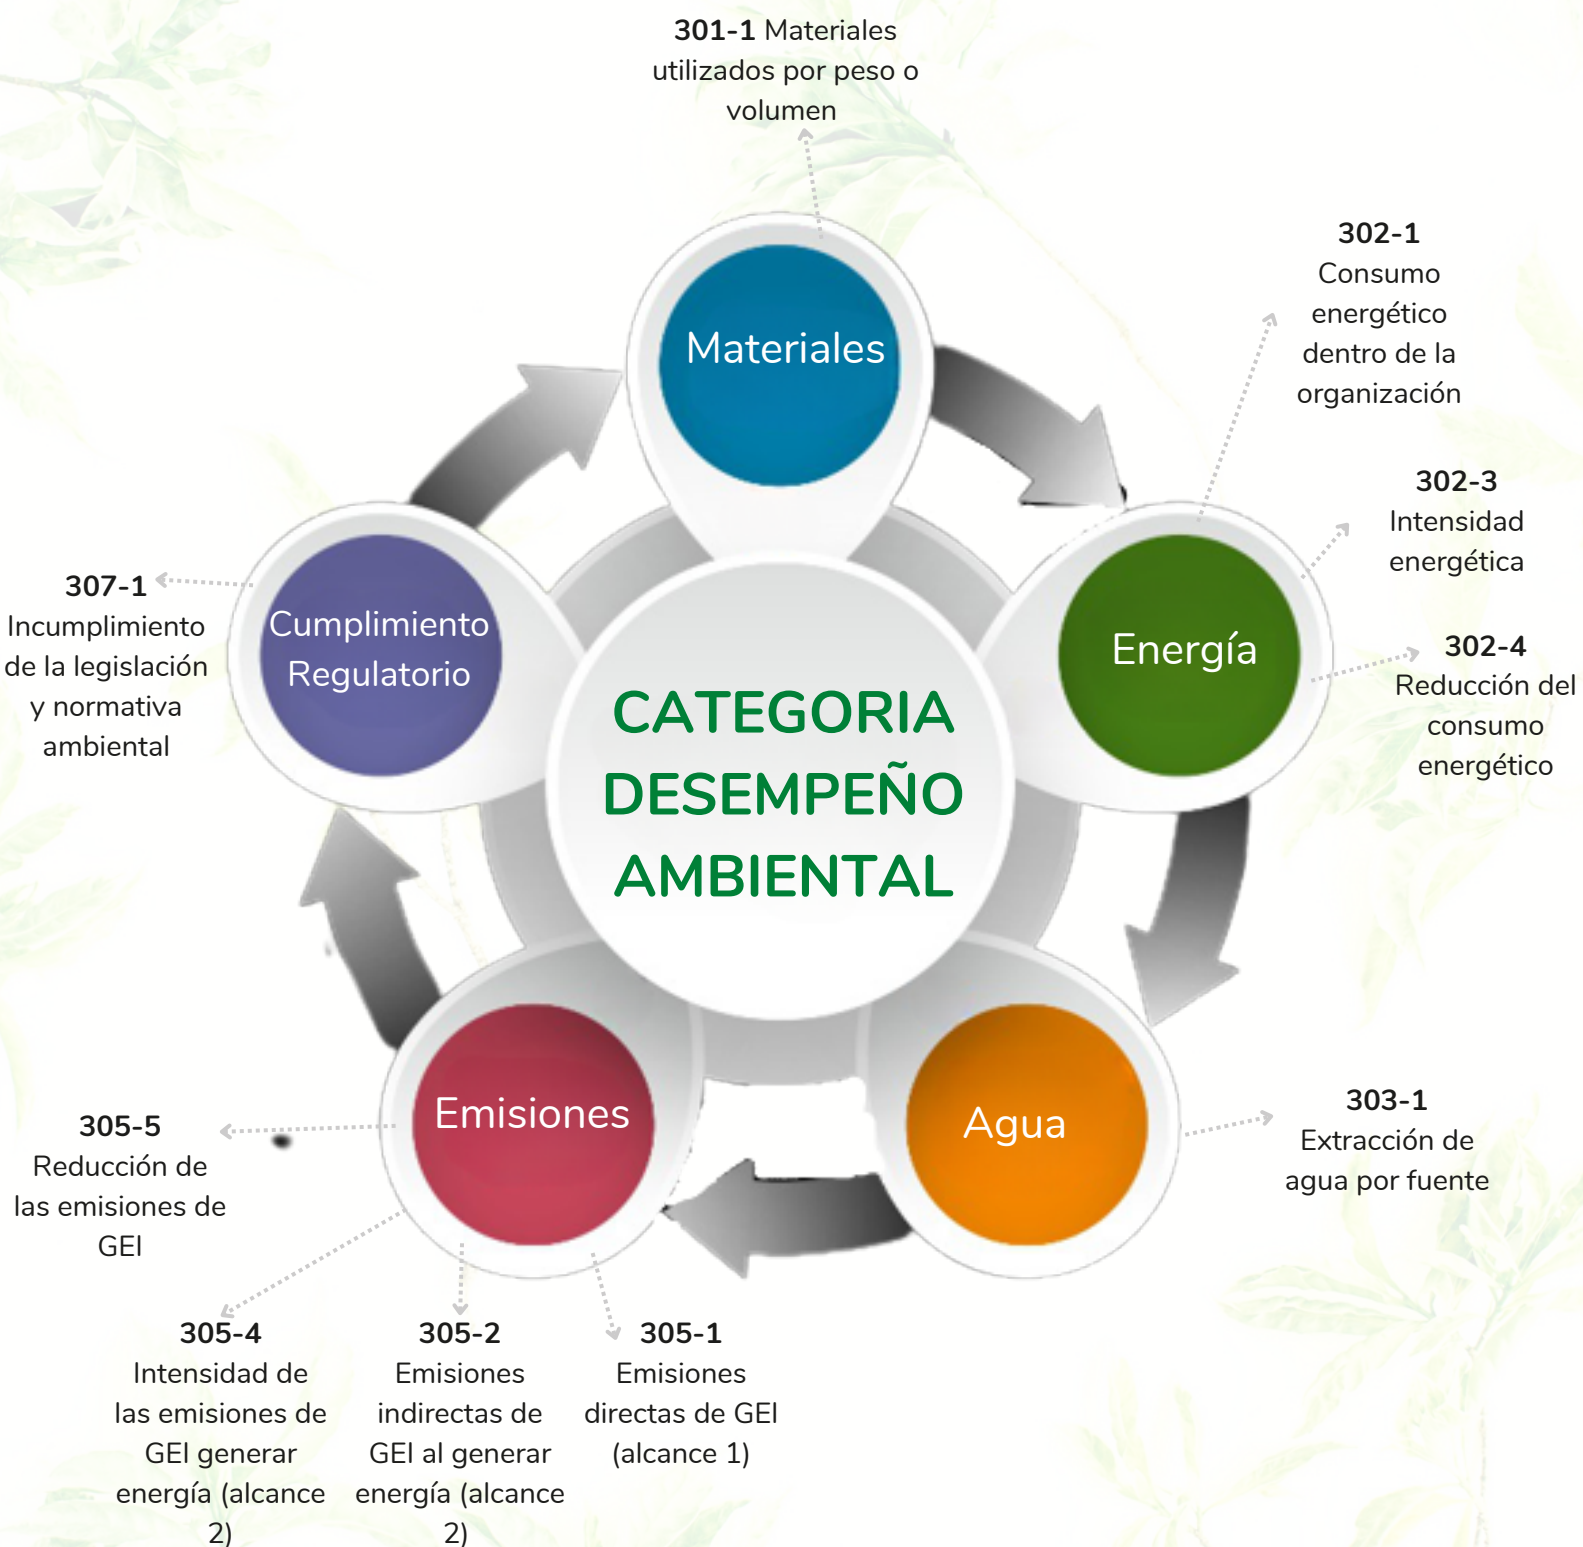 301-1 Materiales
utilizados por peso o
volumen
Materiales
302-1
Consumo
energético
dentro de la
organización
302-3
Intensidad
energética
302-4
Reducción del
consumo
energético
Energía
307-1
Incumplimiento
de la legislación
y normativa
ambiental
Cumplimiento
Regulatorio
CATEGORIA
DESEMPEÑO
AMBIENTAL
Emisiones
Agua
303-1
Extracción de
agua por fuente
305-5
Reducción de
las emisiones de
GEI
305-4
Intensidad de
las emisiones de
GEI generar
energía (alcance
2)
305-2
Emisiones
indirectas de
GEI al generar
energía (alcance
2)
305-1
Emisiones
directas de GEI
(alcance 1)